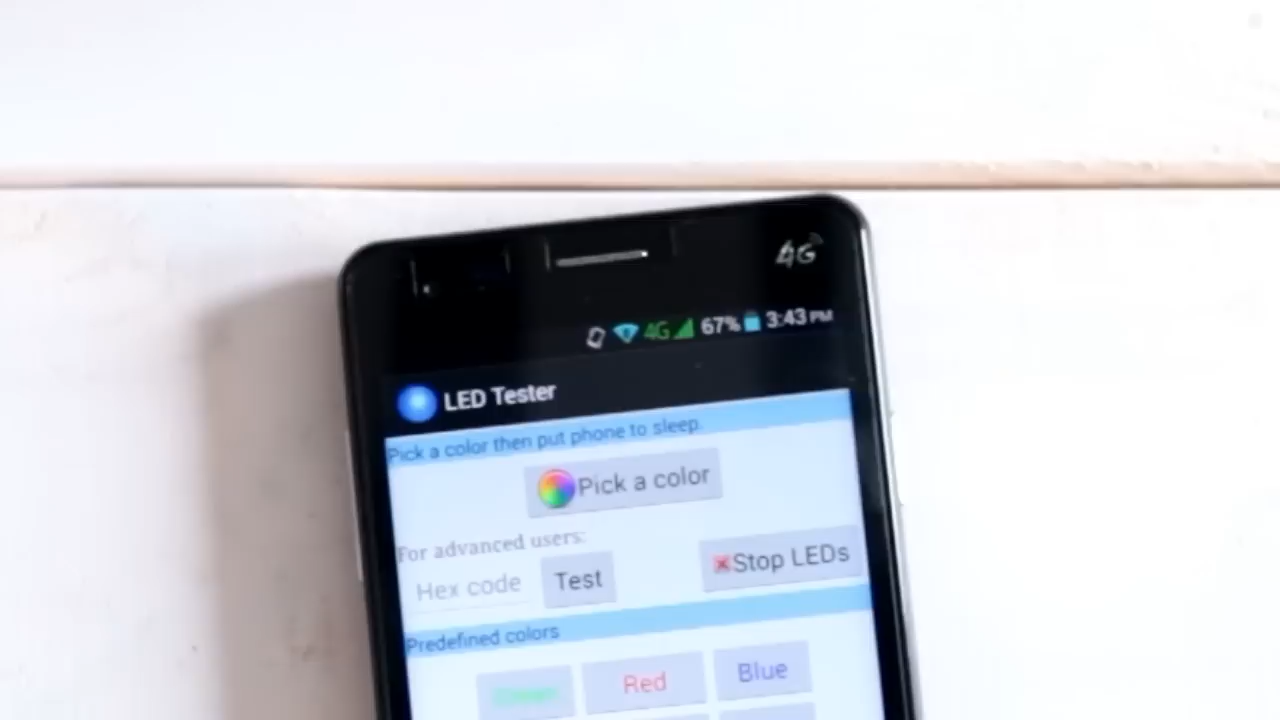 4G
4G 67% 3:43 PM
LED Tester
Pick a color then put phone to sleep.
Pick a color
For advanced users:
Hex code Test Stop LEDs
Predefined colors
Green Red Blue